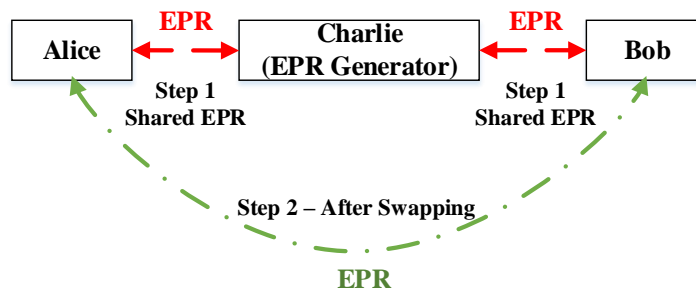 EPR
EPR
Alice
Charlie
(EPR Generator)
Bob
Step 1
Shared EPR
Step 1
Shared EPR
Step 2 – After Swapping
EPR